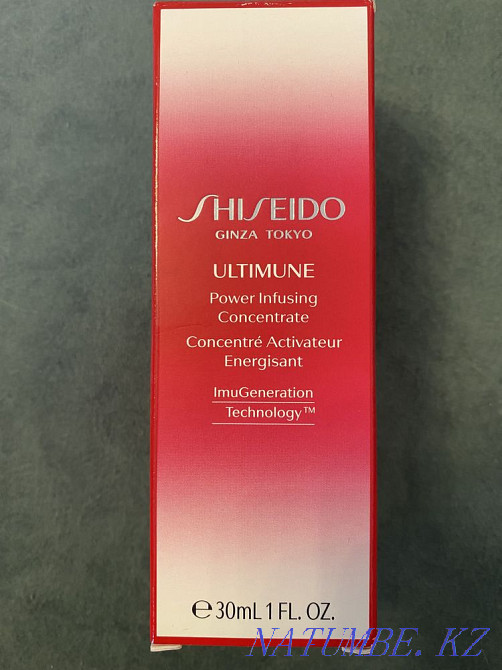 SHISEIDO
GINZA TOKYO
ULTIMUNE
Power Infusing
Concentrate
Concentré Activateur
Energisant
ImuGeneration
Technology™
℮30mL 1 FL. OZ.
NATUMBE. KZ